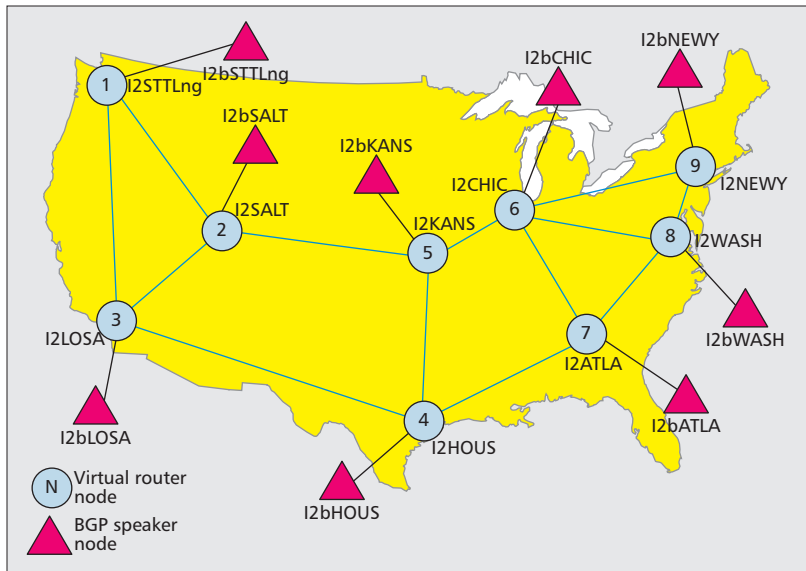 I2bNEWY
I2bCHIC
1
I2STTLng
I2bSTTLng
I2bSALT
I2bKANS
9
I2CHIC
I2NEWY
I2SALT
6
I2KANS
2
8
I2WASH
5
3
7
I2LOSA
I2bWASH
I2ATLA
4
I2bATLA
I2bLOSA
I2HOUS
N
Virtual router
node
I2bHOUS
BGP speaker
node